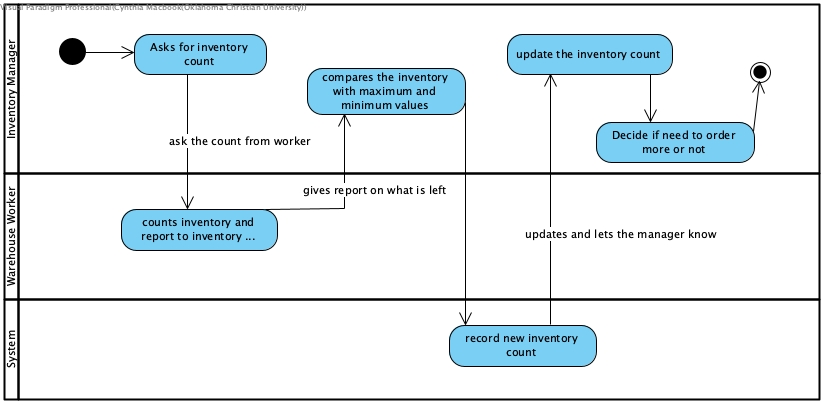 Visual Paradigm Professional(Cynthia Macbook(Oklahoma Christian University))
Inventory Manager
Asks for inventory
count
compares the inventory
with maximum and
minimum values
update the inventory count
Decide if need to order
more or not
ask the count from worker
gives report on what is left
Warehouse Worker
counts inventory and
report to inventory ...
updates and lets the manager know
System
record new inventory
count